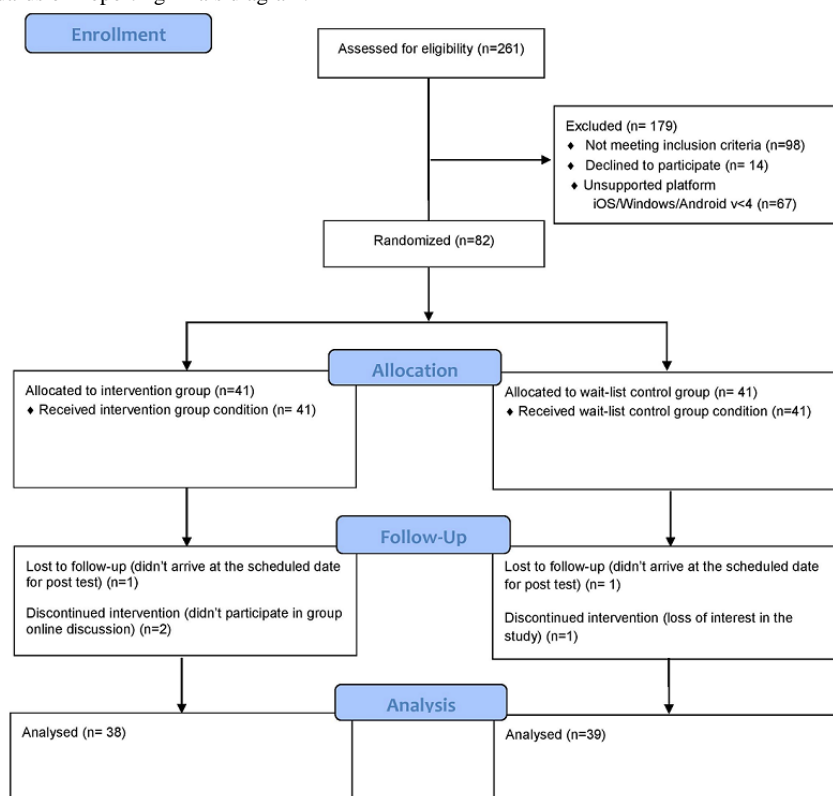 Enrollment
Assessed for eligibility (n=261)
Excluded (n= 179)
♦ Not meeting inclusion criteria (n=98)
♦ Declined to participate (n= 14)
♦ Unsupported platform
iOS/Windows/Android v<4 (n=67)
Randomized (n=82)
Allocation
Allocated to intervention group (n=41)
♦ Received intervention group condition (n= 41)
Allocated to wait-list control group (n= 41)
♦ Received wait-list control group condition (n=41)
Follow-Up
Lost to follow-up (didn't arrive at the scheduled date
for post test) (n=1)
Discontinued intervention (didn't participate in group
online discussion) (n=2)
Lost to follow-up (didn't arrive at the scheduled date
for post test) (n= 1)
Discontinued intervention (loss of interest in the
study) (n=1)
Analysis
Analysed (n= 38)
Analysed (n=39)